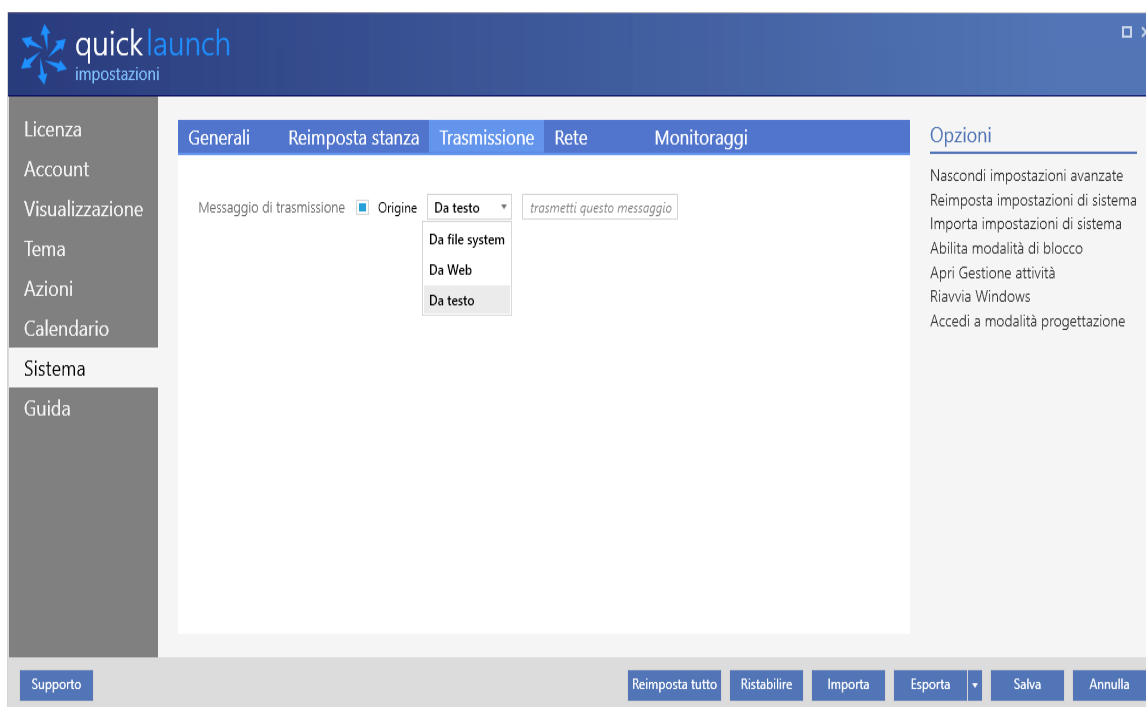 quicklaunch
impostazioni
Licenza
Account
Visualizzazione
Tema
Azioni
Calendario
Sistema
Guida
Generali Reimposta stanza Trasmissione Rete Monitoraggi
Messaggio di trasmissione Origine Da testo trasmetti questo messaggio
Da file system
Da Web
Da testo
Opzioni
Nascondi impostazioni avanzate
Reimposta impostazioni di sistema
Importa impostazioni di sistema
Abilita modalità di blocco
Apri Gestione attività
Riavvia Windows
Accedi a modalità progettazione
Supporto Reimposta tutto Ristabilire Importa Esporta Salva Annulla